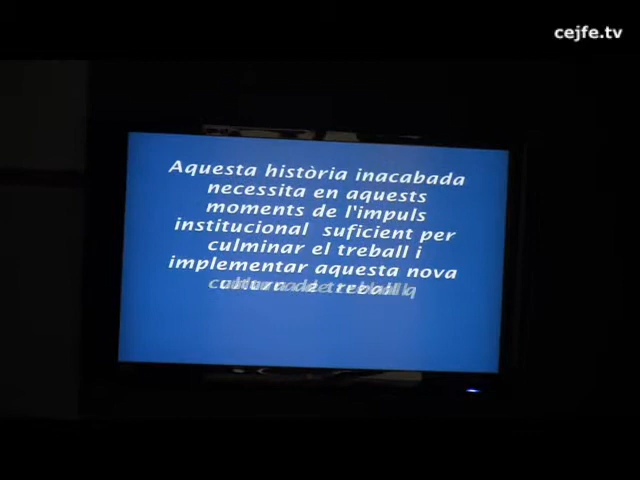 cejfe.tv
Aquesta història inacabada
necessita en aquests
moments de l'impuls
institucional suficient per
culminar el treball i
implementar aquesta nova